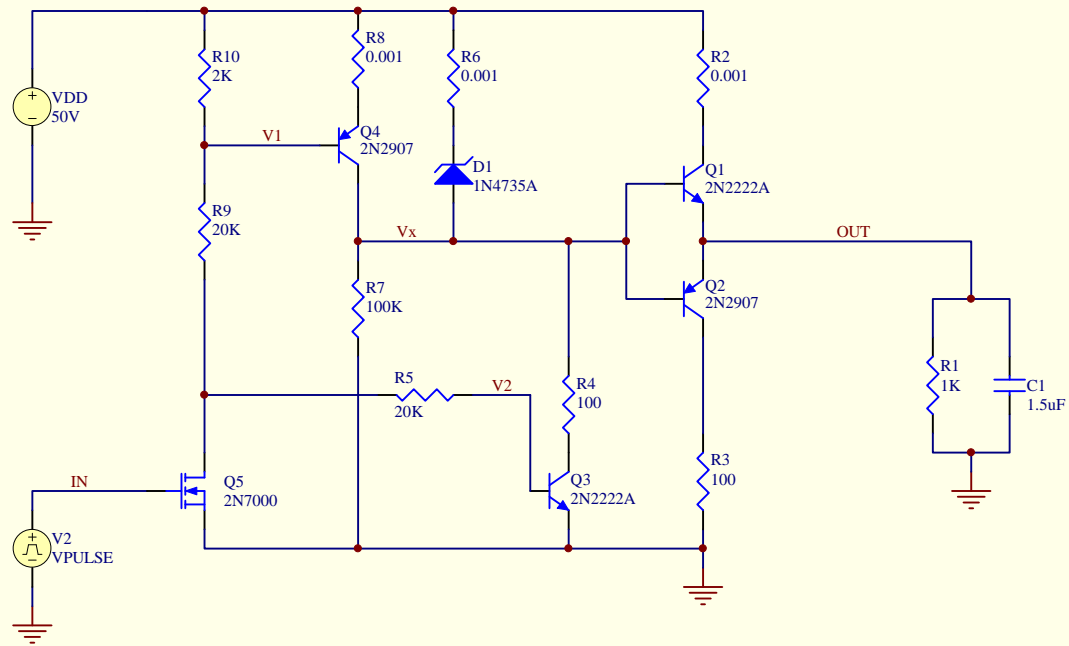 R10
2K
R8
0.001
R6
0.001
R2
0.001
VDD
50V
+
−
V1
Q4
2N2907
D1
1N4735A
Q1
2N2222A
R9
20K
Vx
OUT
R7
100K
Q2
2N2907
R5
20K
V2
R4
100
R1
1K
C1
1.5uF
IN
Q5
2N7000
Q3
2N2222A
R3
100
V2
VPULSE
+
−